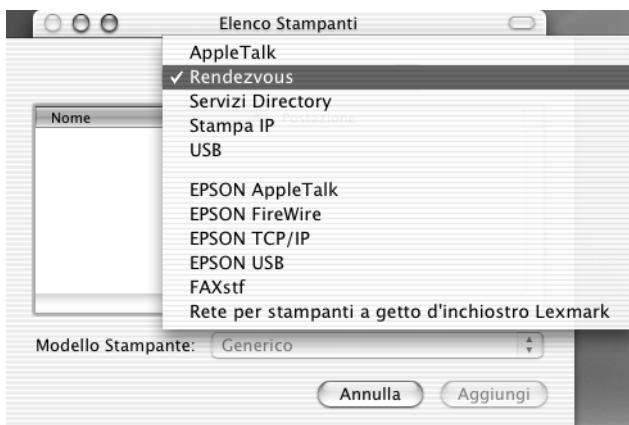 Elenco Stampanti
AppleTalk
✓ Rendezvous
Servizi Directory
Nome
Postazione
Stampa IP
USB
EPSON AppleTalk
EPSON FireWire
EPSON TCP/IP
EPSON USB
FAXstf
Rete per stampanti a getto d'inchiostro Lexmark
Modello Stampante: Generico
Annulla Aggiungi